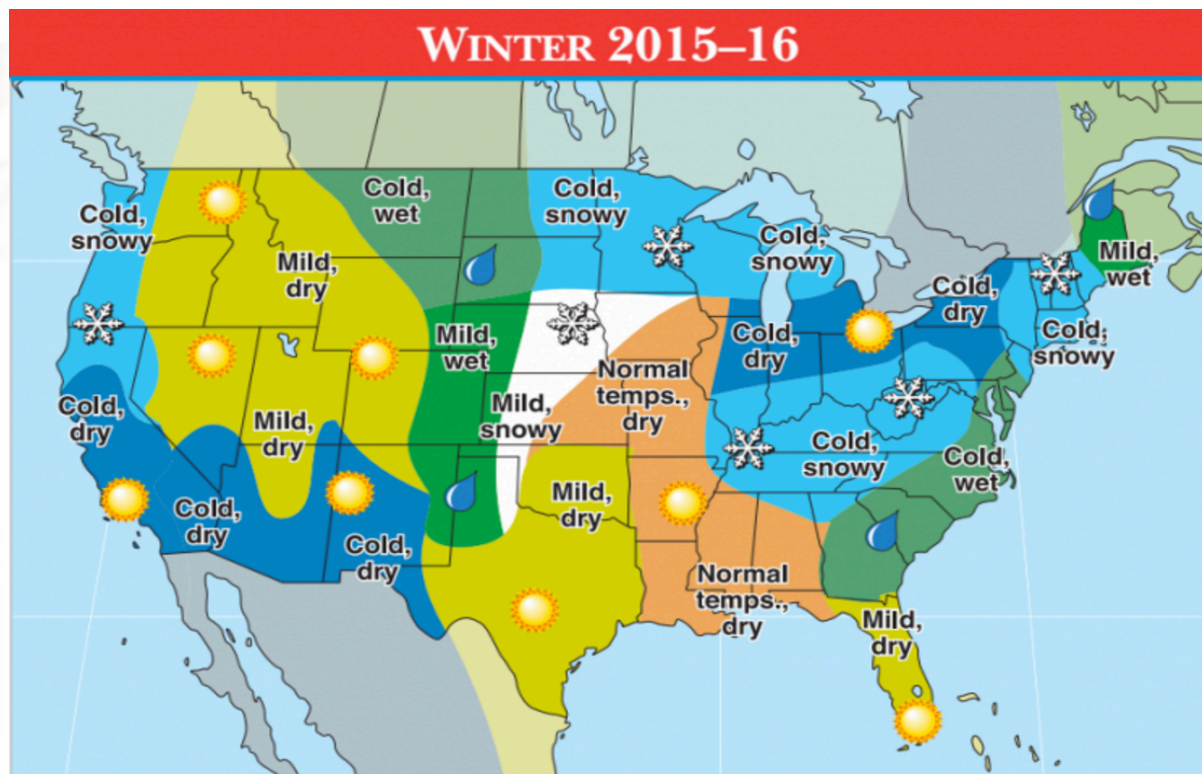 WINTER 2015–16
Cold,
wet
Cold,
snowy
Cold,
snowy
Cold,
snowy
Mild,
wet
Mild,
dry
Cold,
dry
Mild,
wet
Cold,
dry
Cold,
snowy
Normal
temps.,
dry
Cold,
dry
Mild,
snowy
Mild,
dry
Cold,
snowy
Cold,
wet
Mild,
dry
Cold,
dry
Cold,
dry
Normal
temps.,
dry
Mild,
dry